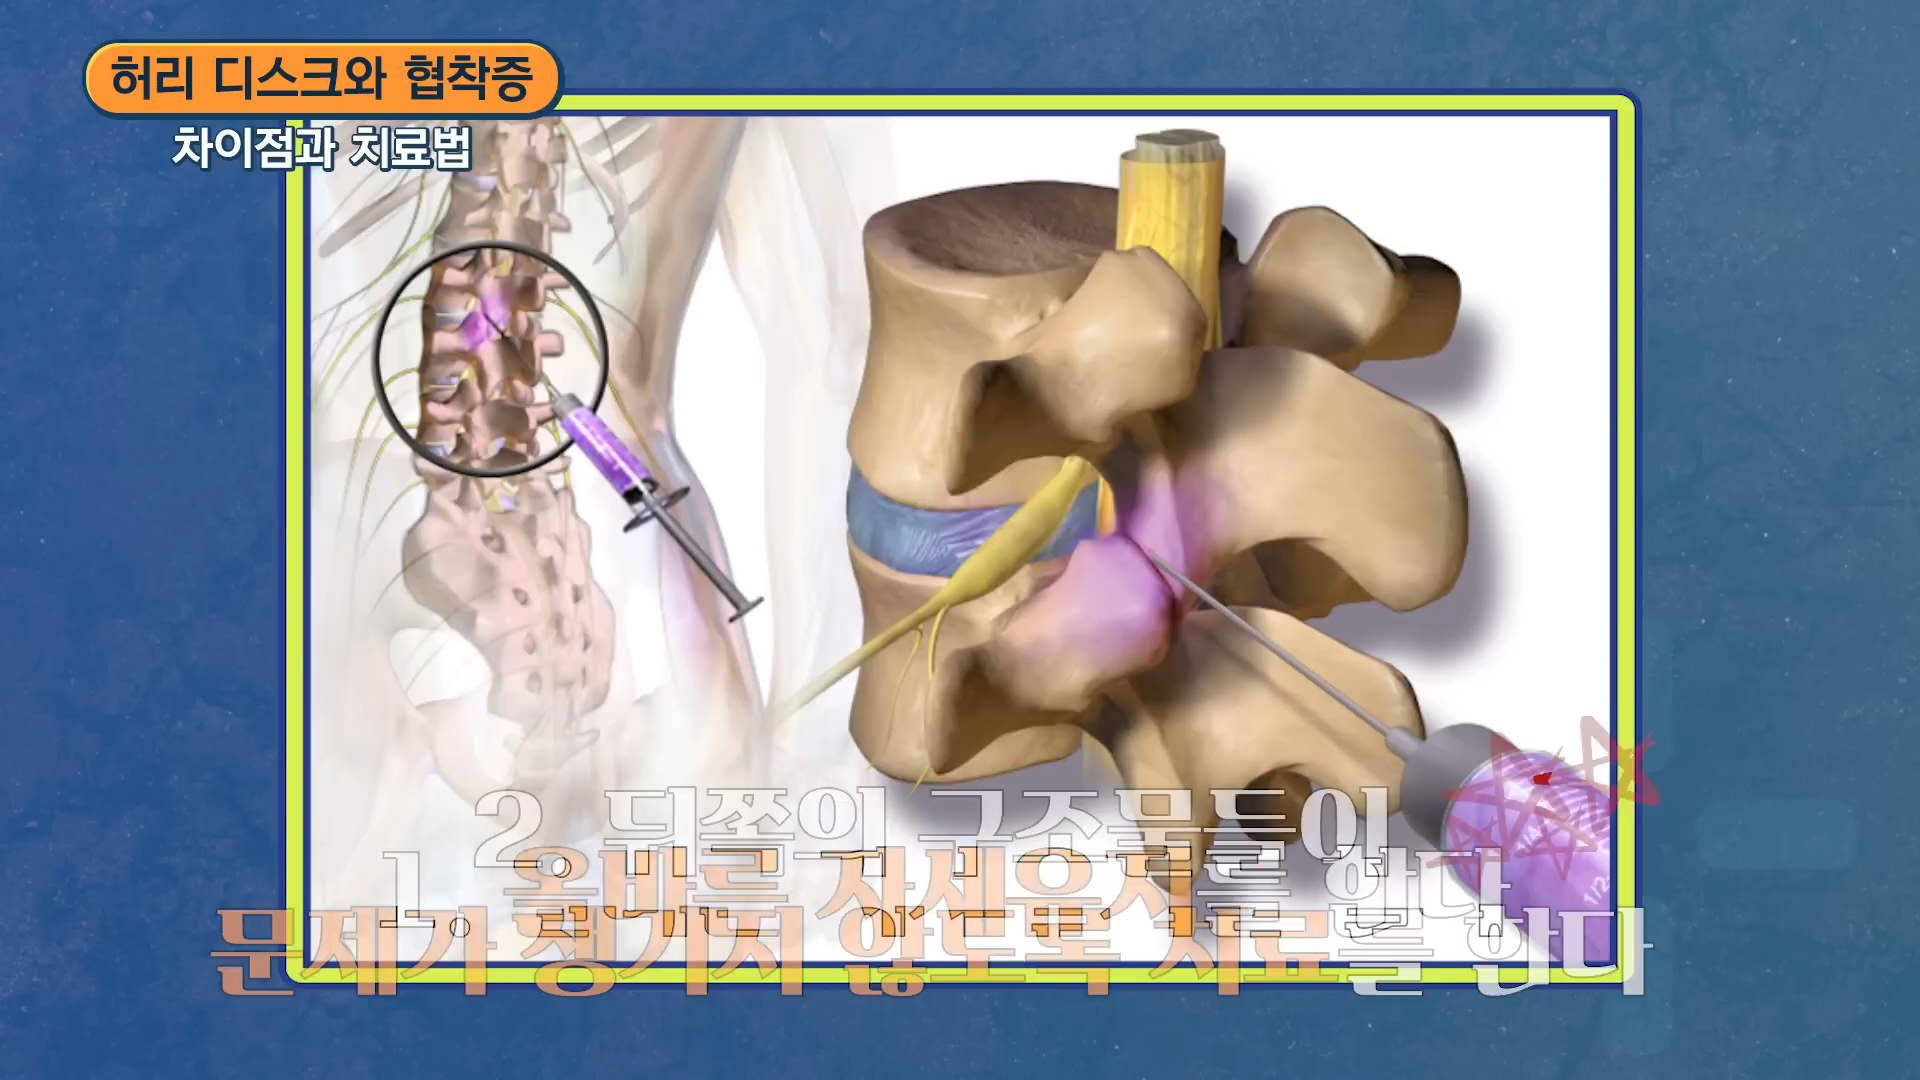 허리 디스크와 협착증
차이점과 치료법
2. 뒤쪽의 구조물들이
1. 올바른 자세유지를 한다
문제가 생기지 않도록 치료를 한다
1/2